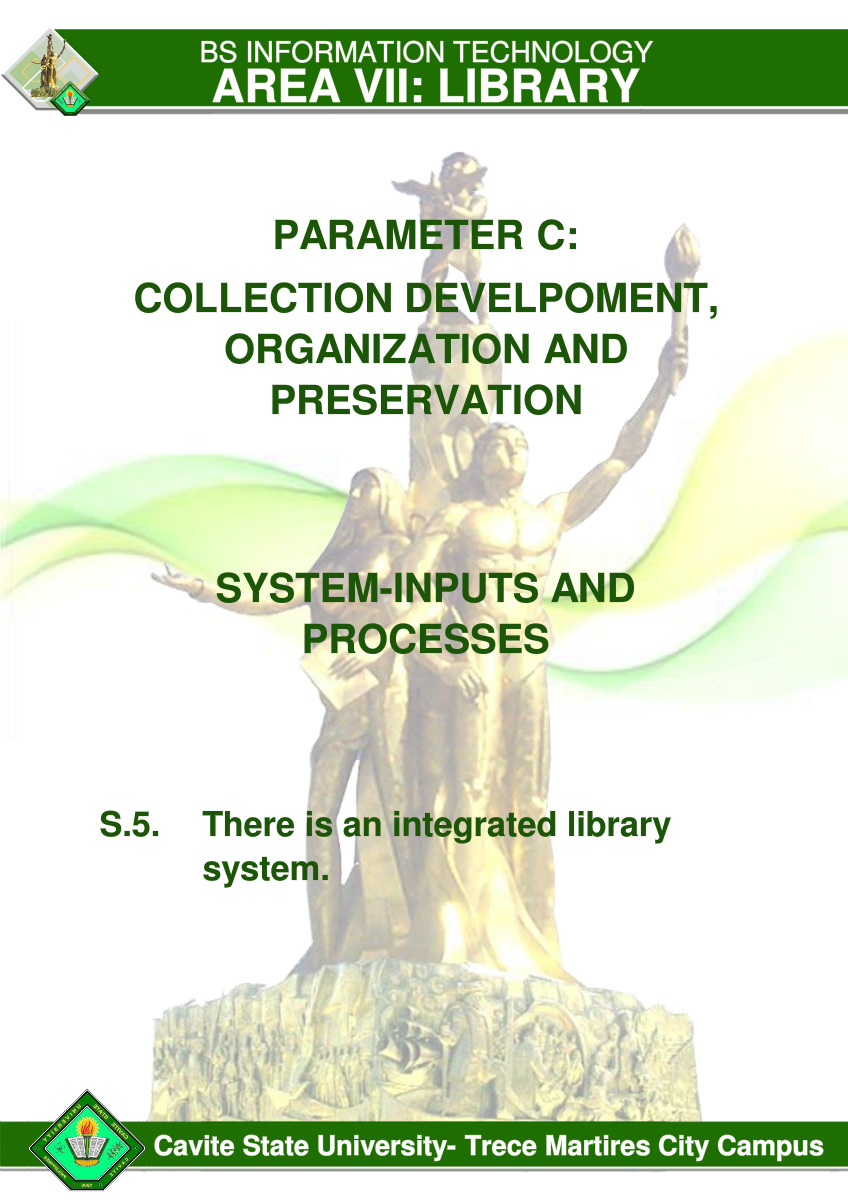 BS INFORMATION TECHNOLOGY
AREA VII: LIBRARY
PARAMETER C:
COLLECTION DEVELPOMENT,
ORGANIZATION AND
PRESERVATION
SYSTEM-INPUTS AND
PROCESSES
S.5. There is an integrated library
system.
Cavite State University- Trece Martires City Campus